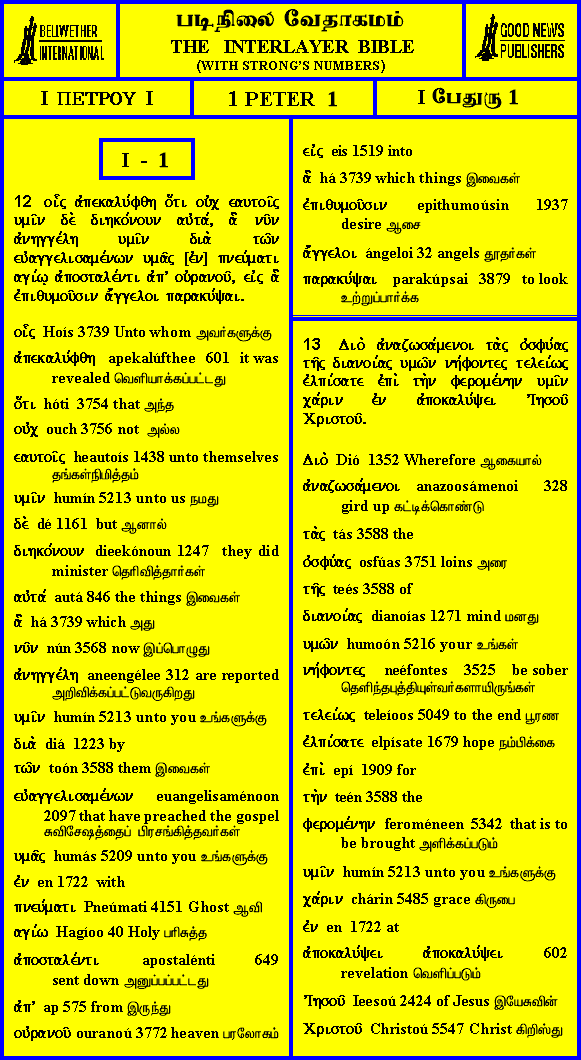 BELIWETHER
INTERNATIONAL
படிநிலை வேதாகமம்
THE INTERLAYER BIBLE
(WITH STRONG'S NUMBERS)
GOOD NEWS
PUBLISHERS
I ΠΕΤΡΟΥ I
1 PETER 1
I பேதுரு 1
I - 1
12 οἷς ἀπεκαλύφθη ὅτι οὐχ εαυτοῖς
υμῖν δὲ διηκόνουν αὐτά, ἃ νῦν
ἀνηγγέλη υμῖν διὰ τῶν
εὐαγγελισαμένων υμᾶς [ἐν] πνεύματι
αγίῳ ἀποσταλέντι ἀπ' οὐρανοῦ, εἰς ἃ
ἐπιθυμοῦσιν ἄγγελοι παρακύψαι.
οἷς Hoís 3739 Unto whom அவர்களுக்கு
ἀπεκαλύφθη apekalúfthee 601 it was
revealed வெளியாக்கப்பட்டது
ὅτι hóti 3754 that அந்த
οὐχ ouch 3756 not அல்ல
εαυτοῖς heautoís 1438 unto themselves
தங்கள்நிமித்தம்
υμῖν humín 5213 unto us நமது
δὲ dé 1161 but ஆனால்
διηκόνουν dieekónoun 1247 they did
minister தெரிவித்தார்கள்
αὐτά autá 846 the things இவைகள்
ἃ há 3739 which அது
νῦν nún 3568 now இப்பொழுது
ἀνηγγέλη aneengélee 312 are reported
அறிவிக்கப்பட்டுவருகிறது
υμῖν humín 5213 unto you உங்களுக்கு
διὰ diá 1223 by
τῶν toón 3588 them இவைகள்
εὐαγγελισαμένων euangelisaménoon
2097 that have preached the gospel
சுவிசேஷத்தைப் பிரசங்கித்தவர்கள்
υμᾶς humás 5209 unto you உங்களுக்கு
ἐν en 1722 with
πνεύματι Pneúmati 4151 Ghost ஆவி
αγίῳ Hagíoo 40 Holy பரிசுத்த
ἀποσταλέντι apostalénti 649
sent down அனுப்பப்பட்டது
ἀπ' ap 575 from இருந்து
οὐρανοῦ ouranoú 3772 heaven பரலோகம்
εἰς eis 1519 into
ἃ há 3739 which things இவைகள்
ἐπιθυμοῦσιν epithumoúsin 1937
desire ஆசை
ἄγγελοι ángeloi 32 angels தூதர்கள்
παρακύψαι parakúpsai 3879 to look
உற்றுப்பார்க்க
13 Διὸ ἀναζωσάμενοι τὰς ὀσφύας
τῆς διανοίας υμῶν νήφοντες τελείως
ἐλπίσατε ἐπὶ τὴν φερομένην υμῖν
χάριν ἐν ἀποκαλύψει Ἰησοῦ
Χριστοῦ.
Διὸ Dió 1352 Wherefore ஆகையால்
ἀναζωσάμενοι anazoosámenoi 328
gird up கட்டிக்கொண்டு
τὰς tás 3588 the
ὀσφύας osfúas 3751 loins அரை
τῆς teés 3588 of
διανοίας dianoías 1271 mind மனது
υμῶν humoón 5216 your உங்கள்
νήφοντες neéfontes 3525 be sober
தெளிந்தபுத்தியுள்வர்களாயிருங்கள்
τελείως teleíoos 5049 to the end பூரண
ἐλπίσατε elpísate 1679 hope நம்பிக்கை
ἐπὶ epí 1909 for
τὴν teén 3588 the
φερομένην feroméneen 5342 that is to
be brought அளிக்கப்படும்
υμῖν humín 5213 unto you உங்களுக்கு
χάριν chárin 5485 grace கிருபை
ἐν en 1722 at
ἀποκαλύψει ἀποκαλύψει 602
revelation வெளிப்படும்
Ἰησοῦ Ieesoú 2424 of Jesus இயேசுவின்
Χριστοῦ Christoú 5547 Christ கிறிஸ்து